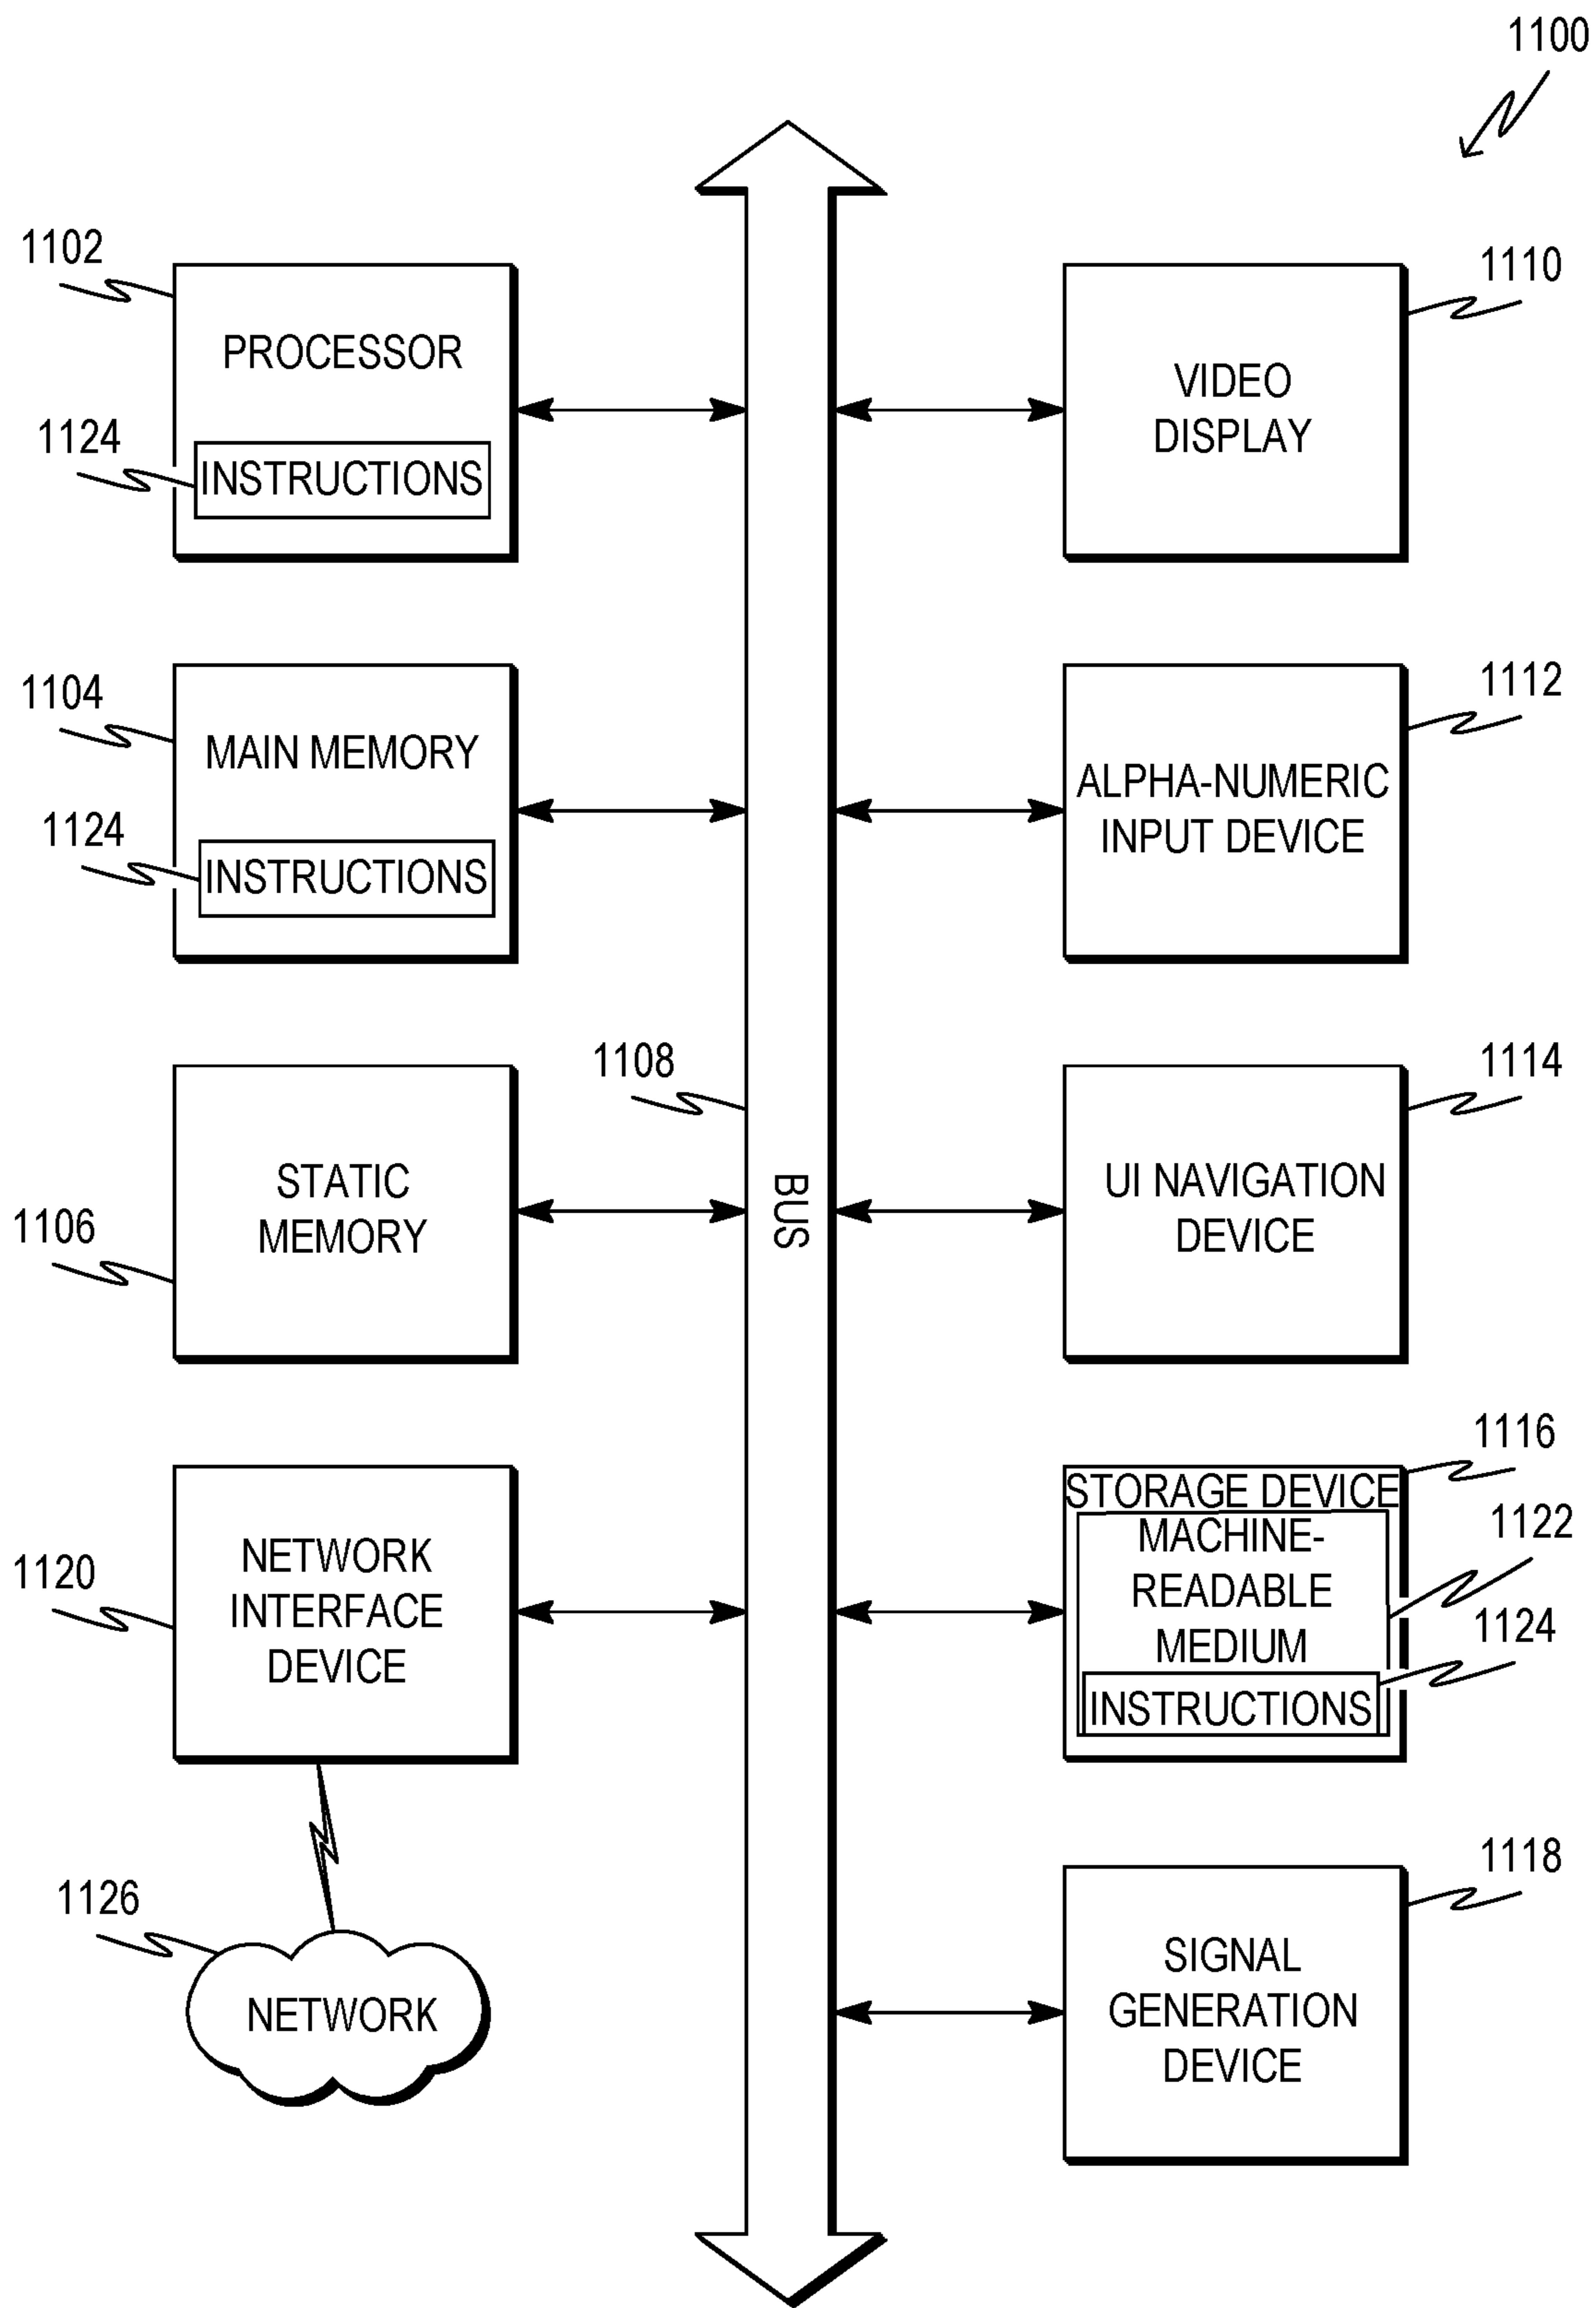 1100
1102
PROCESSOR
1124
INSTRUCTIONS
1110
VIDEO
DISPLAY
1104
MAIN MEMORY
1124
INSTRUCTIONS
1112
ALPHA-NUMERIC
INPUT DEVICE
1106
STATIC
MEMORY
1108
BUS
1114
UI NAVIGATION
DEVICE
1120
NETWORK
INTERFACE
DEVICE
1116
STORAGE DEVICE
1122
MACHINE-
READABLE
MEDIUM
1124
INSTRUCTIONS
1126
NETWORK
1118
SIGNAL
GENERATION
DEVICE